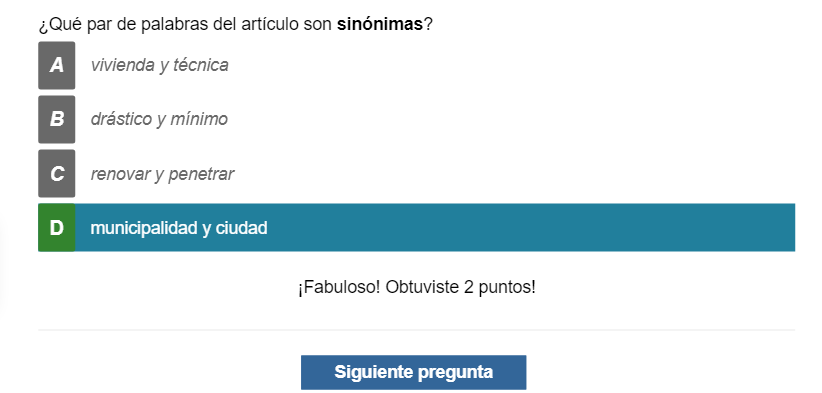 ¿Qué par de palabras del artículo son sinónimas?
A vivienda y técnica
B drástico y mínimo
C renovar y penetrar
D municipalidad y ciudad
¡Fabuloso! Obtuviste 2 puntos!
Siguiente pregunta